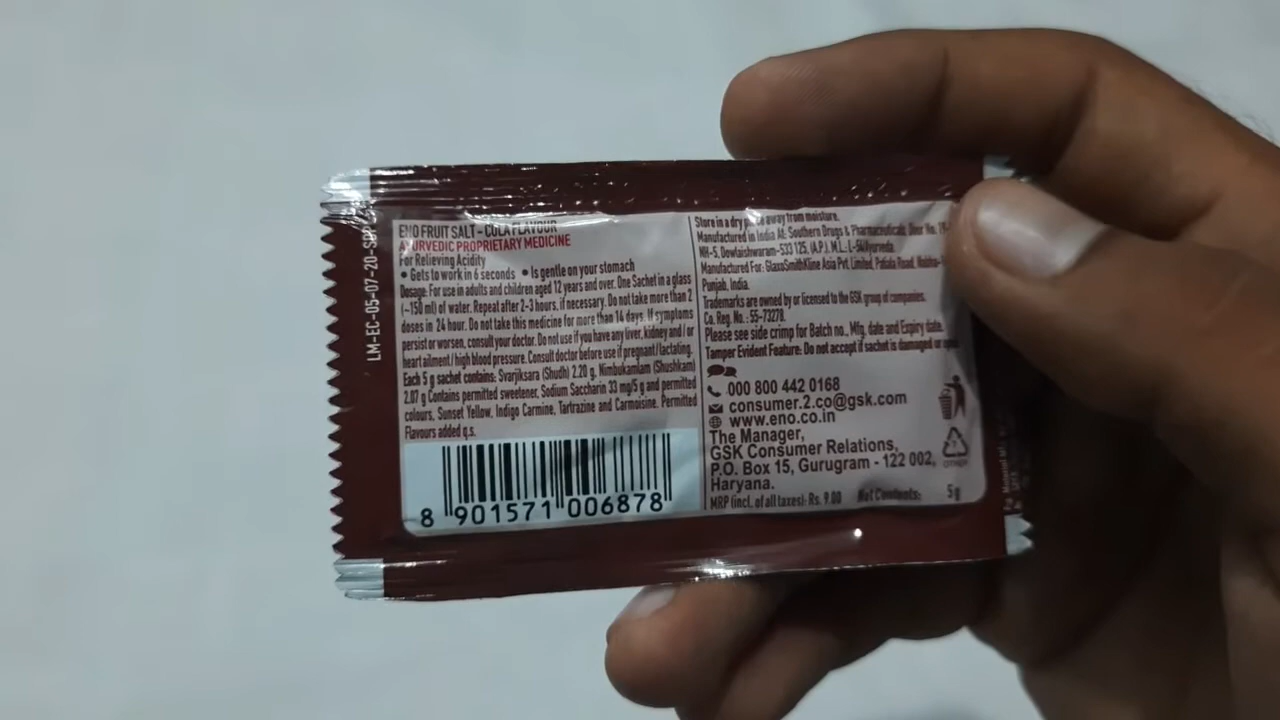 ENO FRUIT SALT - COLA FLAVOUR
AYURVEDIC PROPRIETARY MEDICINE
For Relieving Acidity
• Gets to work in 6 seconds • Is gentle on your stomach
Dosage: For use in adults and children aged 12 years and over. One Sachet in a glass
(~150 ml) of water. Repeat after 2-3 hours, if necessary. Do not take more than 2
doses in 24 hour. Do not take this medicine for more than 14 days. If symptoms
persist or worsen, consult your doctor. Do not use if you have any liver, kidney and / or
heart ailment / high blood pressure. Consult doctor before use if pregnant/lactating.
Each 5 g sachet contains: Svarjiksara (Shudh) 2.20 g, Nimbukamlam (Shushkam)
2.07 g Contains permitted sweetener, Sodium Saccharin 33 mg/5 g and permitted
colours, Sunset Yellow, Indigo Carmine, Tartrazine and Carmoisine. Permitted
Flavours added q.s.
8 901571 006878
Store in a dry away from moisture.
Manufactured in India At: Southern Drugs & Pharmaceuticals, Door No.
NH-5, Dowlaishwaram-533 125, (A.P.). M.L.:
Manufactured For: GlaxoSmithKline Asia Pvt. Limited, Patiala Road,
Punjab, India.
Trademarks are owned by or licensed to the GSK group of companies.
Co. Reg. No.: 55-73278.
Please see side crimp for Batch no., Mfg. date and Expiry date.
Tamper Evident Feature: Do not accept if sachet is damaged or
000 800 442 0168
consumer.2.co@gsk.com
www.eno.co.in
The Manager,
GSK Consumer Relations,
P.O. Box 15, Gurugram - 122 002,
Haryana.
MRP (incl. of all taxes): Rs. 9.00 Net Contents: 5 g
LM-EC-05-07-20-